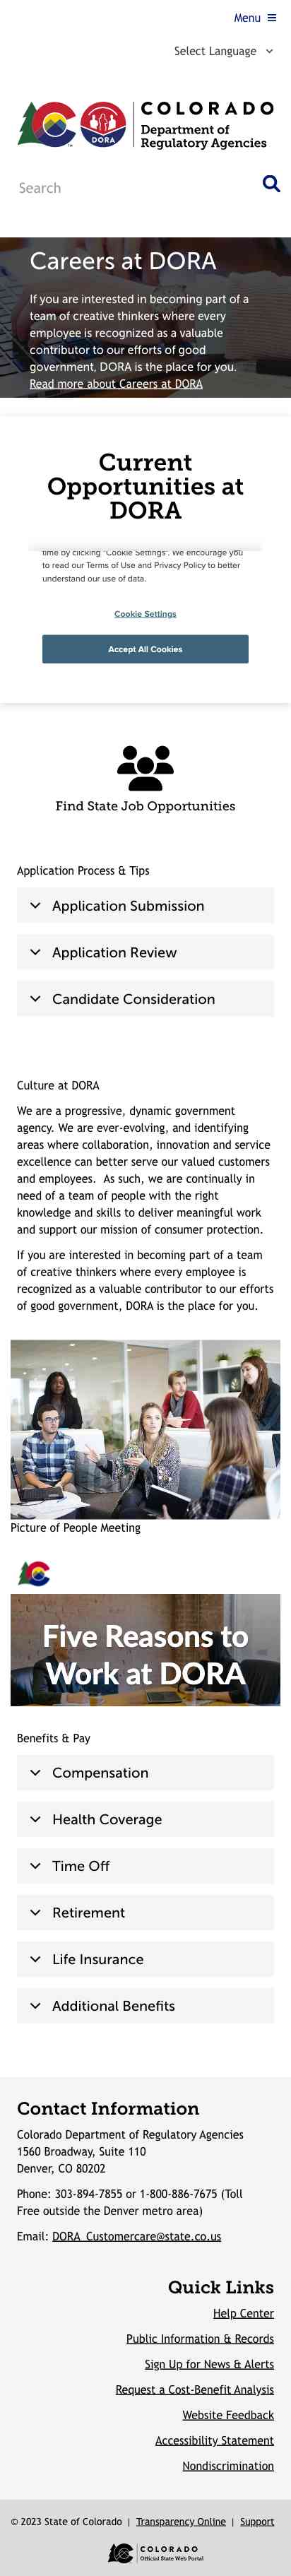 Menu
Select Language
DORA
COLORADO
Department of
Regulatory Agencies
Search
Careers at DORA
If you are interested in becoming part of a
team of creative thinkers where every
employee is recognized as a valuable
contributor to our efforts of good
government, DORA is the place for you.
Read more about Careers at DORA
Current
Opportunities at
DORA
time by clicking "Cookie Settings". We encourage you
to read our Terms of Use and Privacy Policy to better
understand our use of data.
Cookie Settings
Accept All Cookies
Find State Job Opportunities
Application Process & Tips
Application Submission
Application Review
Candidate Consideration
Culture at DORA
We are a progressive, dynamic government
agency. We are ever-evolving, and identifying
areas where collaboration, innovation and service
excellence can better serve our valued customers
and employees. As such, we are continually in
need of a team of people with the right
knowledge and skills to deliver meaningful work
and support our mission of consumer protection.
If you are interested in becoming part of a team
of creative thinkers where every employee is
recognized as a valuable contributor to our efforts
of good government, DORA is the place for you.
Picture of People Meeting
Five Reasons to
Work at DORA
Benefits & Pay
Compensation
Health Coverage
Time Off
Retirement
Life Insurance
Additional Benefits
Contact Information
Colorado Department of Regulatory Agencies
1560 Broadway, Suite 110
Denver, CO 80202
Phone: 303-894-7855 or 1-800-886-7675 (Toll
Free outside the Denver metro area)
Email: DORA_Customercare@state.co.us
Quick Links
Help Center
Public Information & Records
Sign Up for News & Alerts
Request a Cost-Benefit Analysis
Website Feedback
Accessibility Statement
Nondiscrimination
© 2023 State of Colorado | Transparency Online | Support
COLORADO
Official State Web Portal